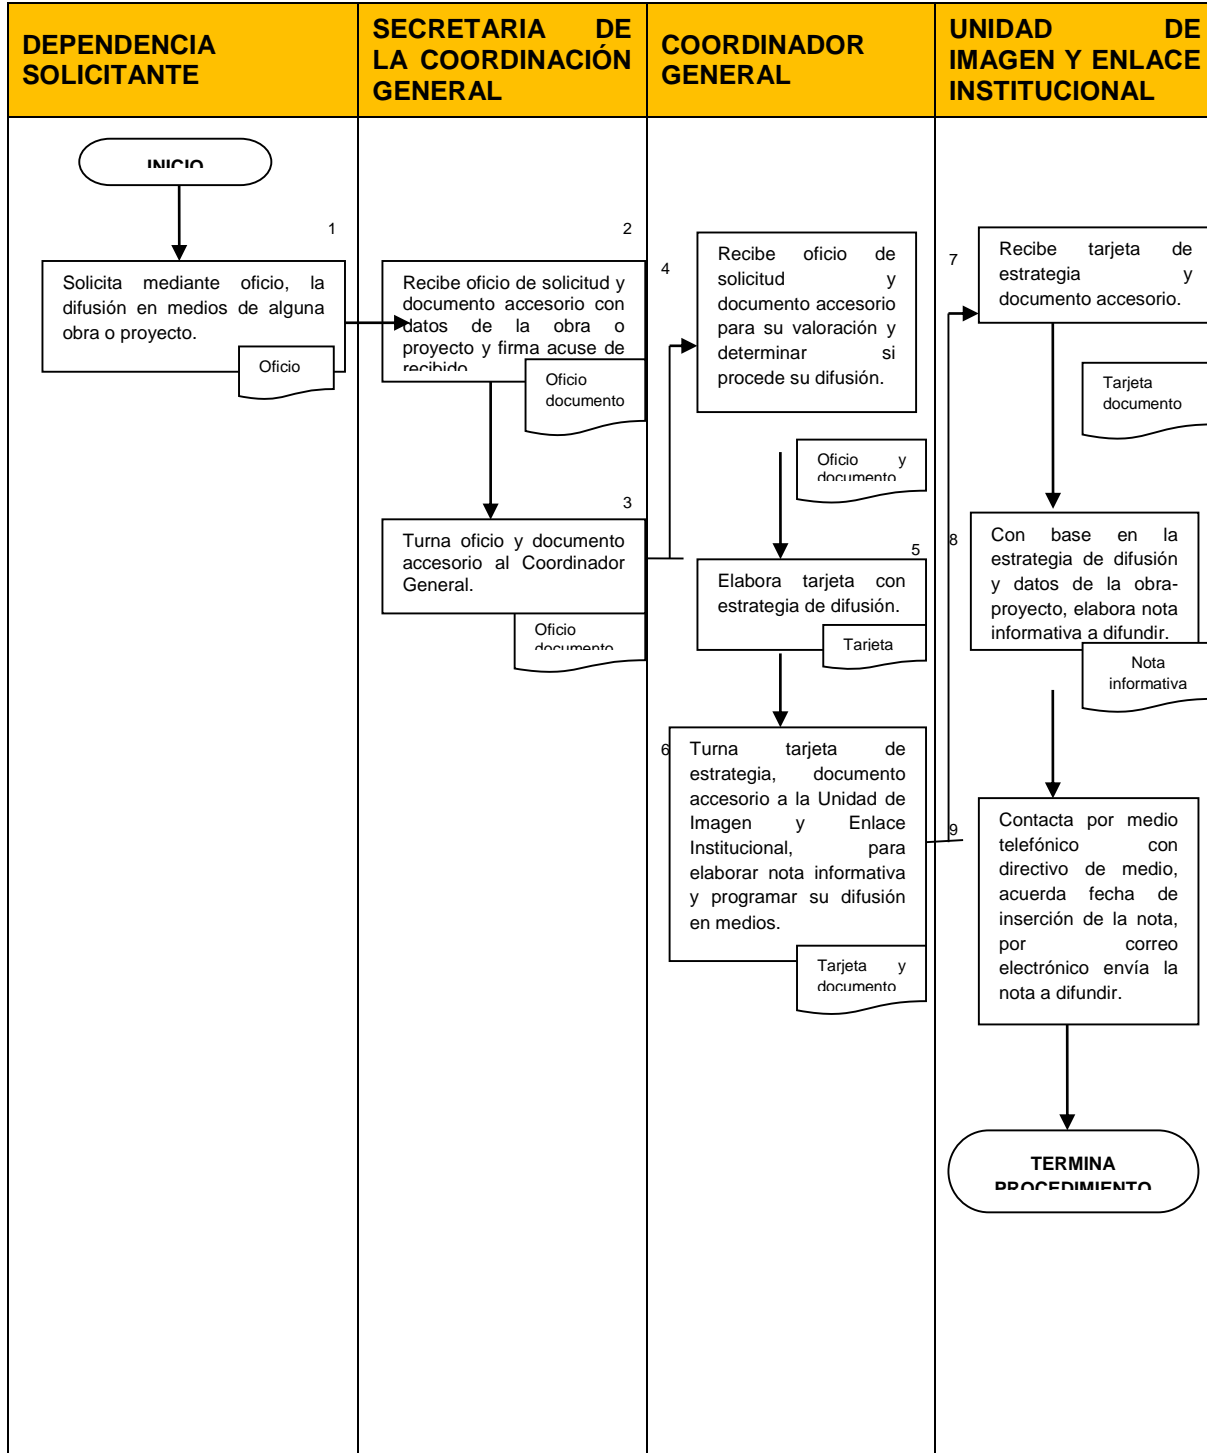 DEPENDENCIA
SOLICITANTE
SECRETARIA DE
LA COORDINACIÓN
GENERAL
COORDINADOR
GENERAL
UNIDAD DE
IMAGEN Y ENLACE
INSTITUCIONAL
INICIO
1
Solicita mediante oficio, la
difusión en medios de alguna
obra o proyecto.
Oficio
2
Recibe oficio de solicitud y
documento accesorio con
datos de la obra o
proyecto y firma acuse de
recibido
Oficio
documento
3
Turna oficio y documento
accesorio al Coordinador
General.
Oficio
documento
4
Recibe oficio de
solicitud y
documento accesorio
para su valoración y
determinar si
procede su difusión.
Oficio y
documento
5
Elabora tarjeta con
estrategia de difusión.
Tarjeta
6
Turna tarjeta de
estrategia, documento
accesorio a la Unidad de
Imagen y Enlace
Institucional, para
elaborar nota informativa
y programar su difusión
en medios.
Tarjeta y
documento
7
Recibe tarjeta de
estrategia y
documento accesorio.
Tarjeta
documento
8
Con base en la
estrategia de difusión
y datos de la obra-
proyecto, elabora nota
informativa a difundir.
Nota
informativa
9
Contacta por medio
telefónico con
directivo de medio,
acuerda fecha de
inserción de la nota,
por correo
electrónico envía la
nota a difundir.
TERMINA
PROCEDIMIENTO